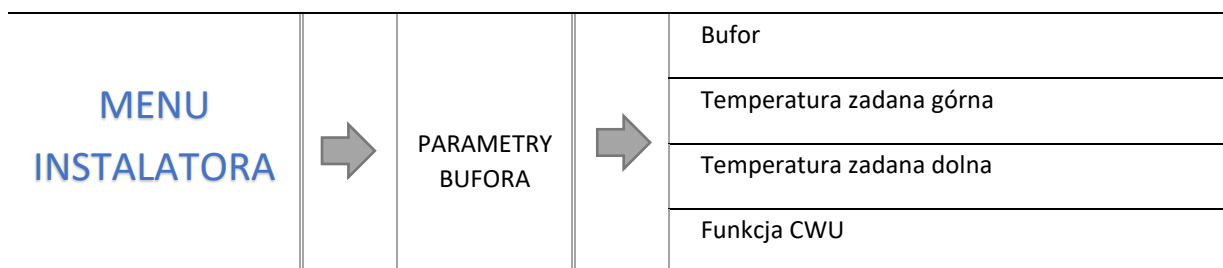 MENU
INSTALATORA
PARAMETRY
BUFORA
Bufor
Temperatura zadana górna
Temperatura zadana dolna
Funkcja CWU